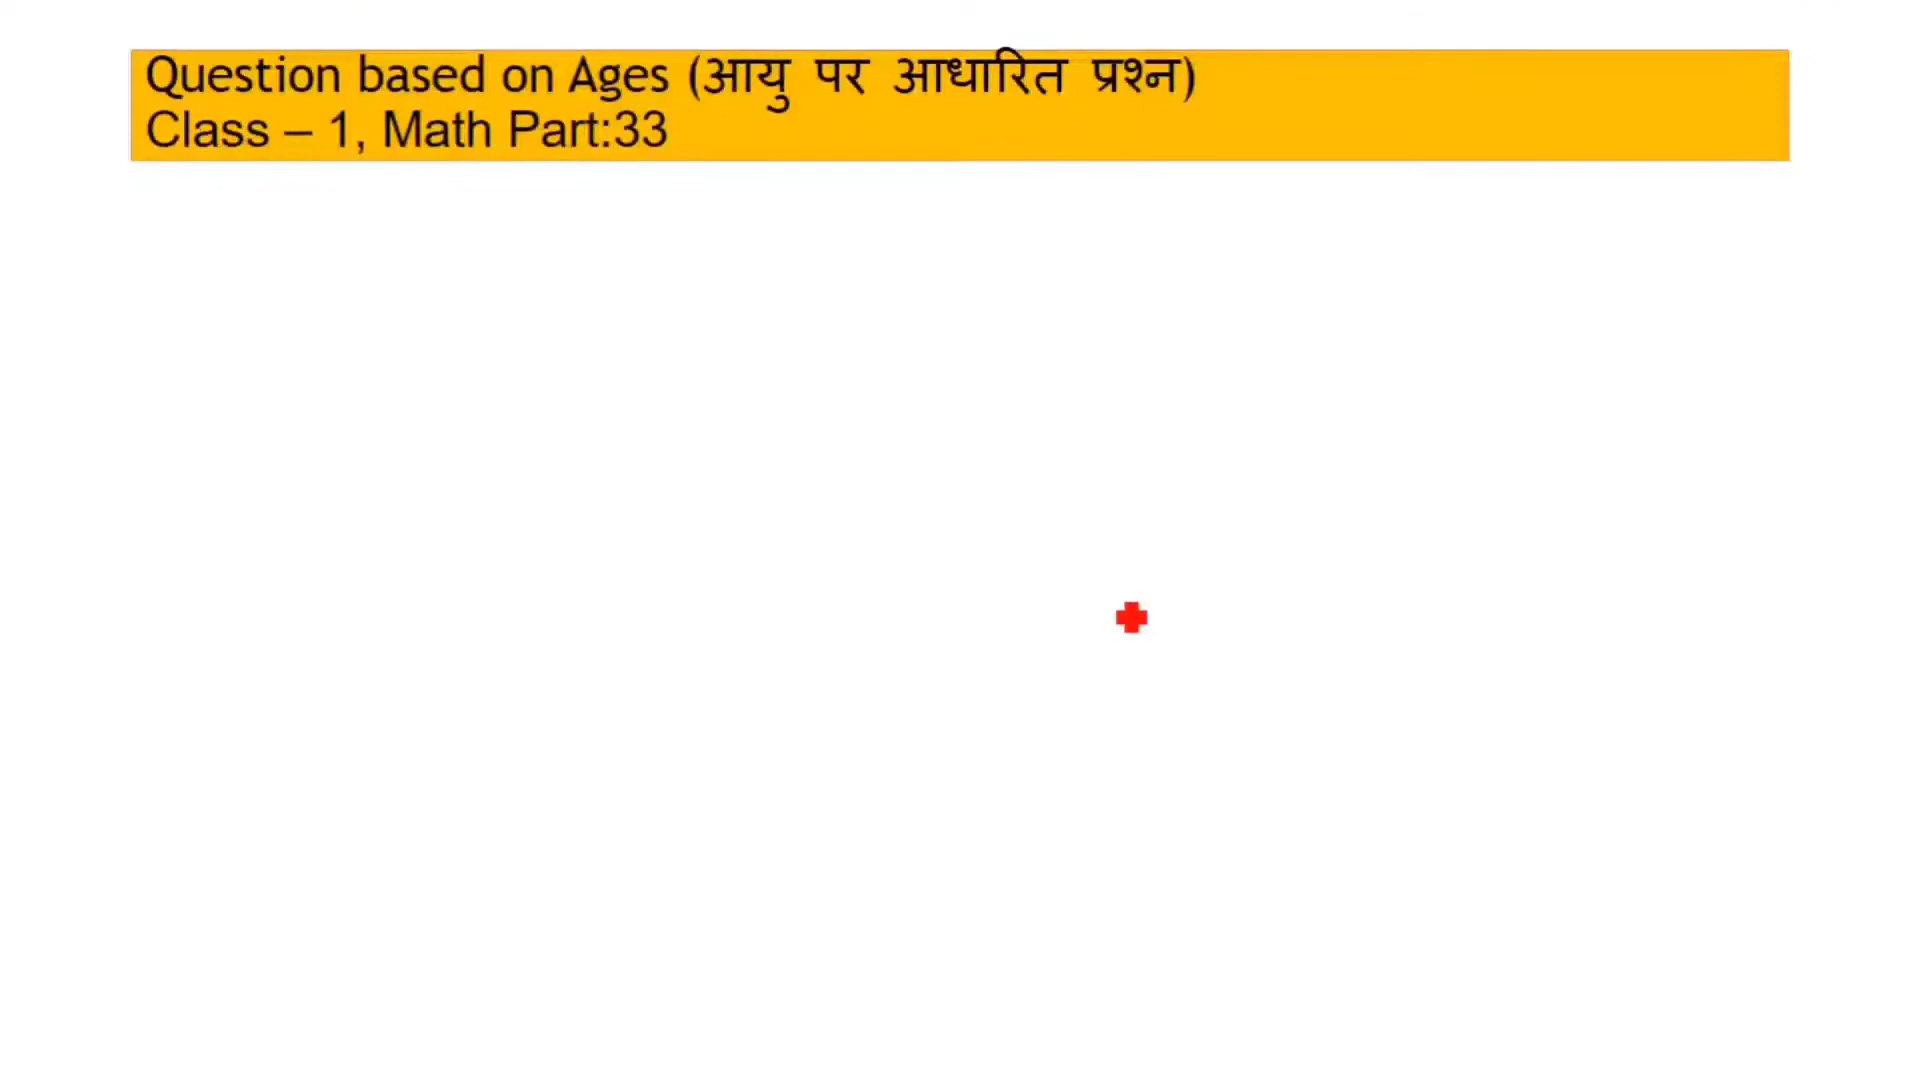 Question based on Ages (आयु पर आधारित प्रश्न)
Class – 1, Math Part:33